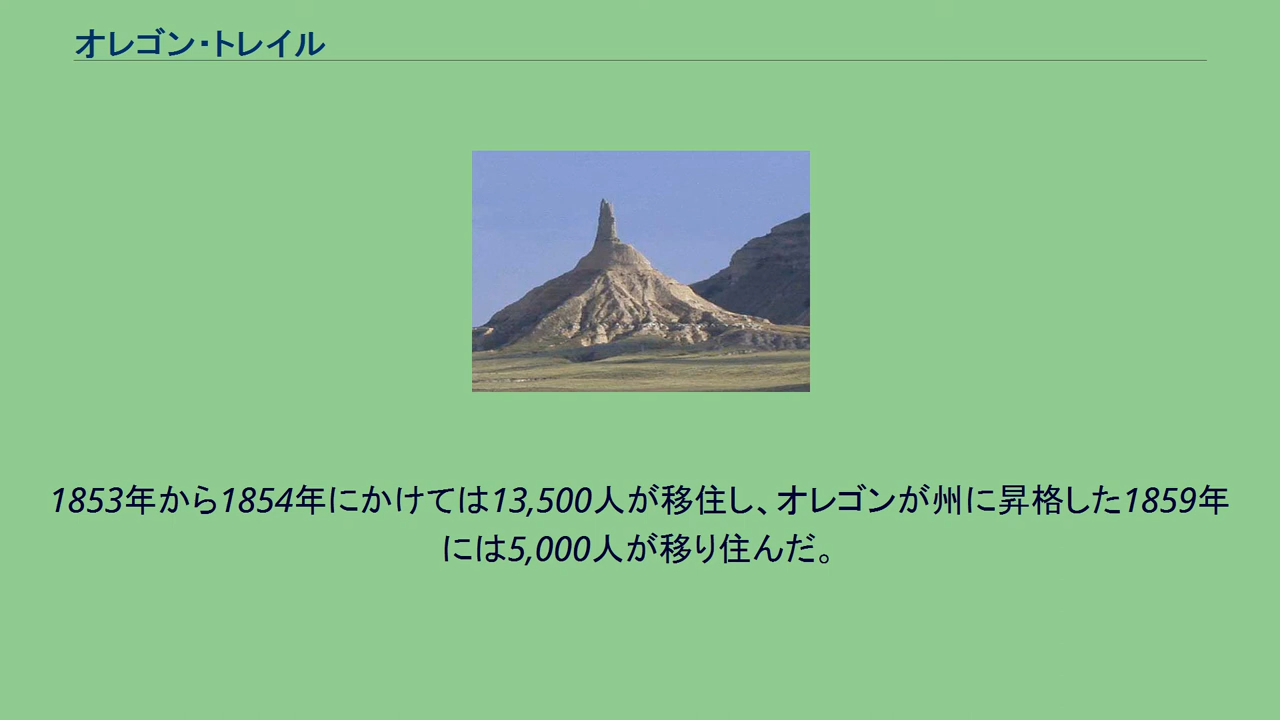 オレゴン・トレイル
1853年から1854年にかけては13,500人が移住し、オレゴンが州に昇格した1859年
には5,000人が移り住んだ。